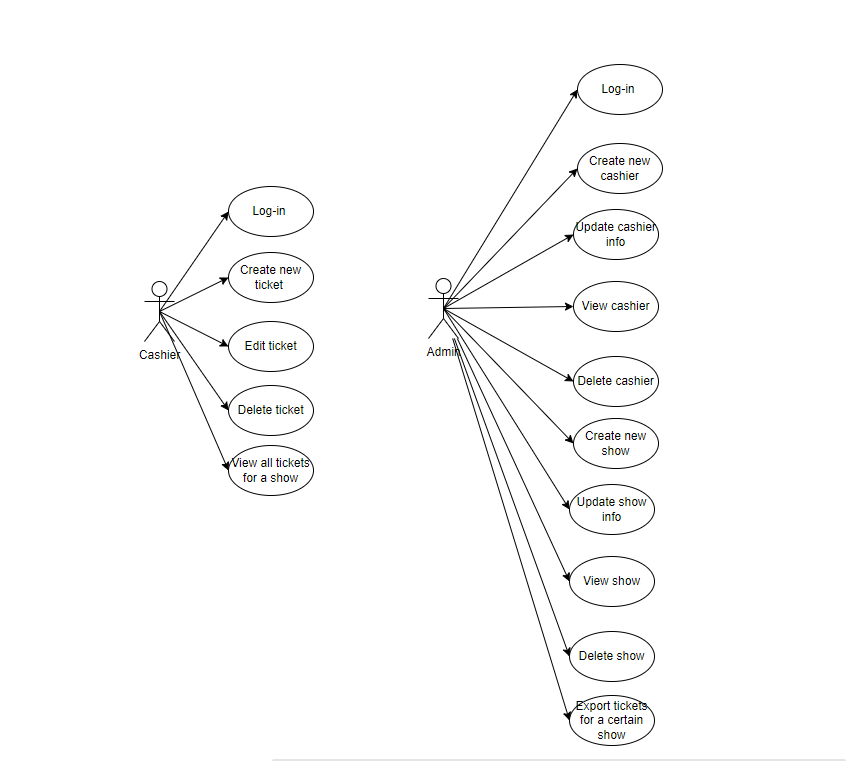 Log-in
Create new
ticket
Edit ticket
Delete ticket
View all tickets
for a show
Cashier
Log-in
Create new
cashier
Update cashier
info
View cashier
Delete cashier
Create new
show
Update show
info
View show
Delete show
Export tickets
for a certain
show
Admin